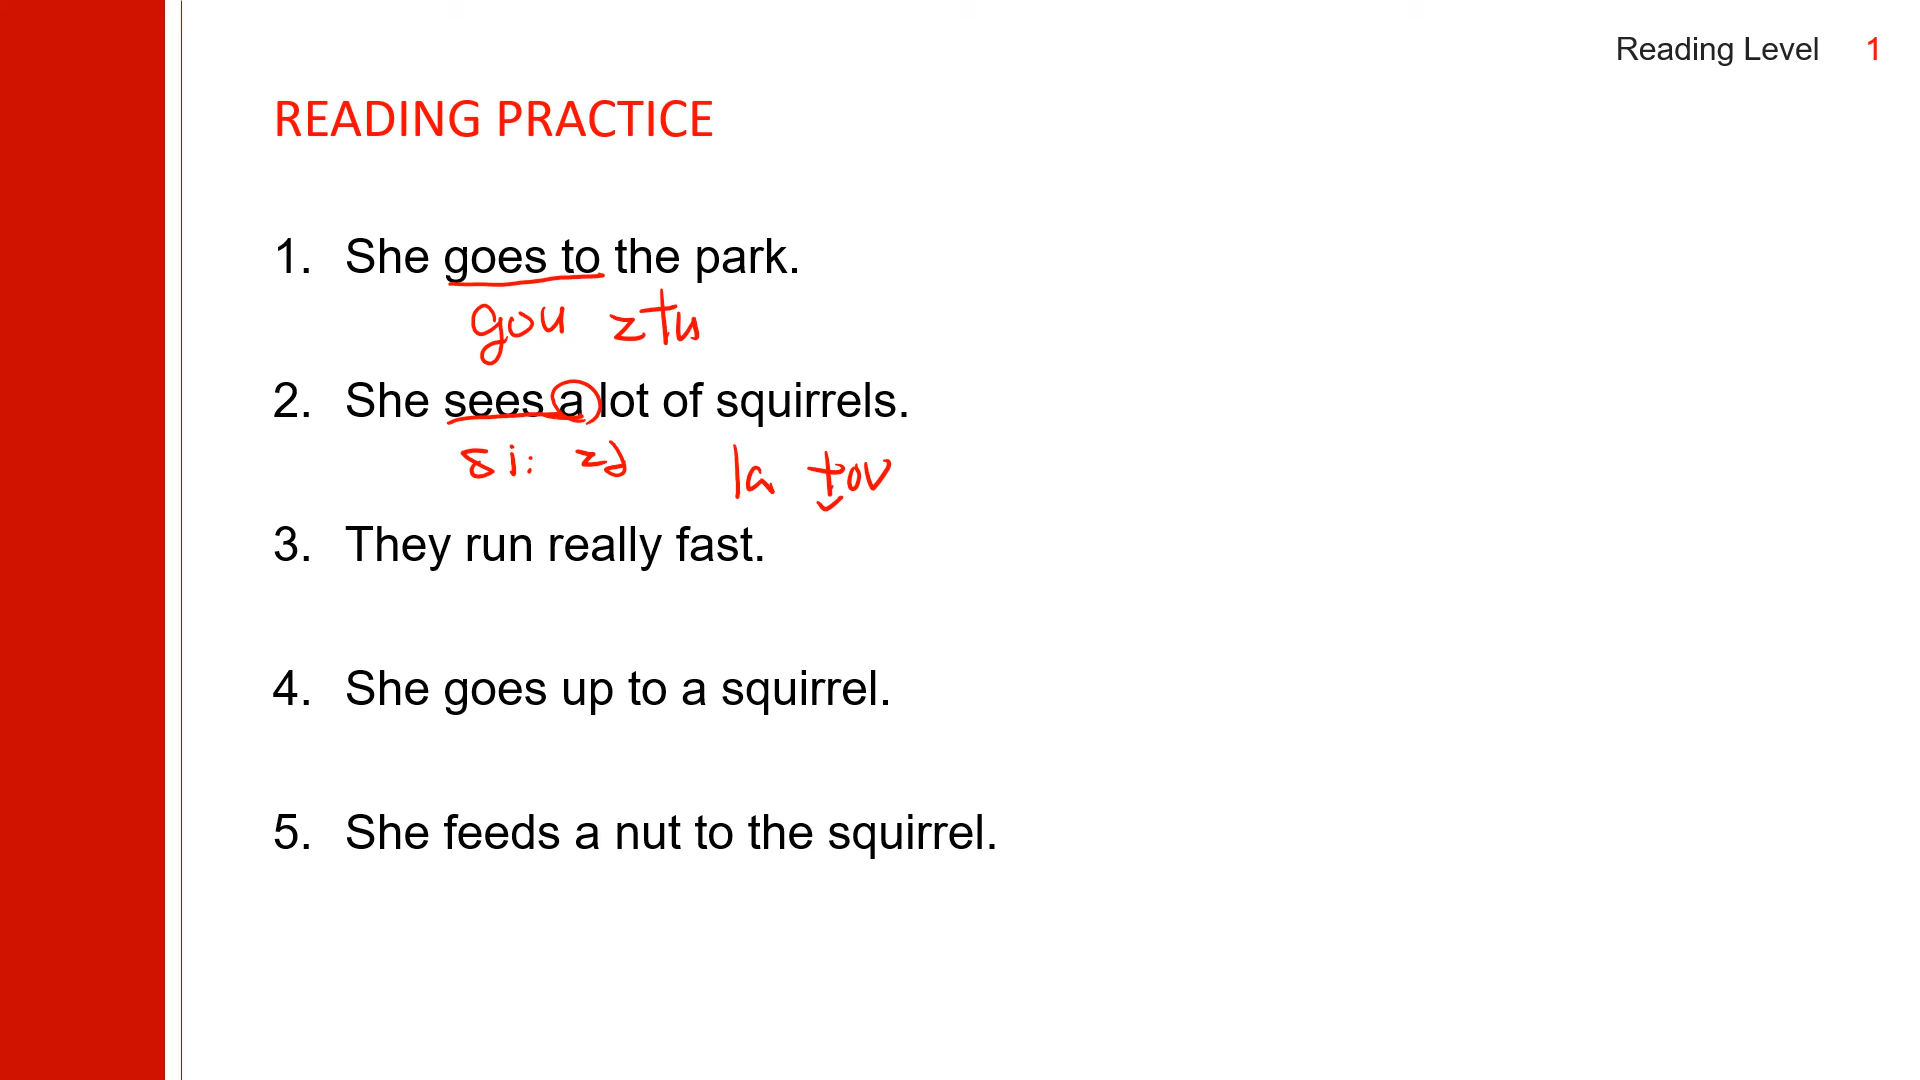 Reading Level 1
READING PRACTICE
1. She goes to the park.
gou ztu
2. She sees a lot of squirrels.
si: zə la tov
3. They run really fast.
4. She goes up to a squirrel.
5. She feeds a nut to the squirrel.